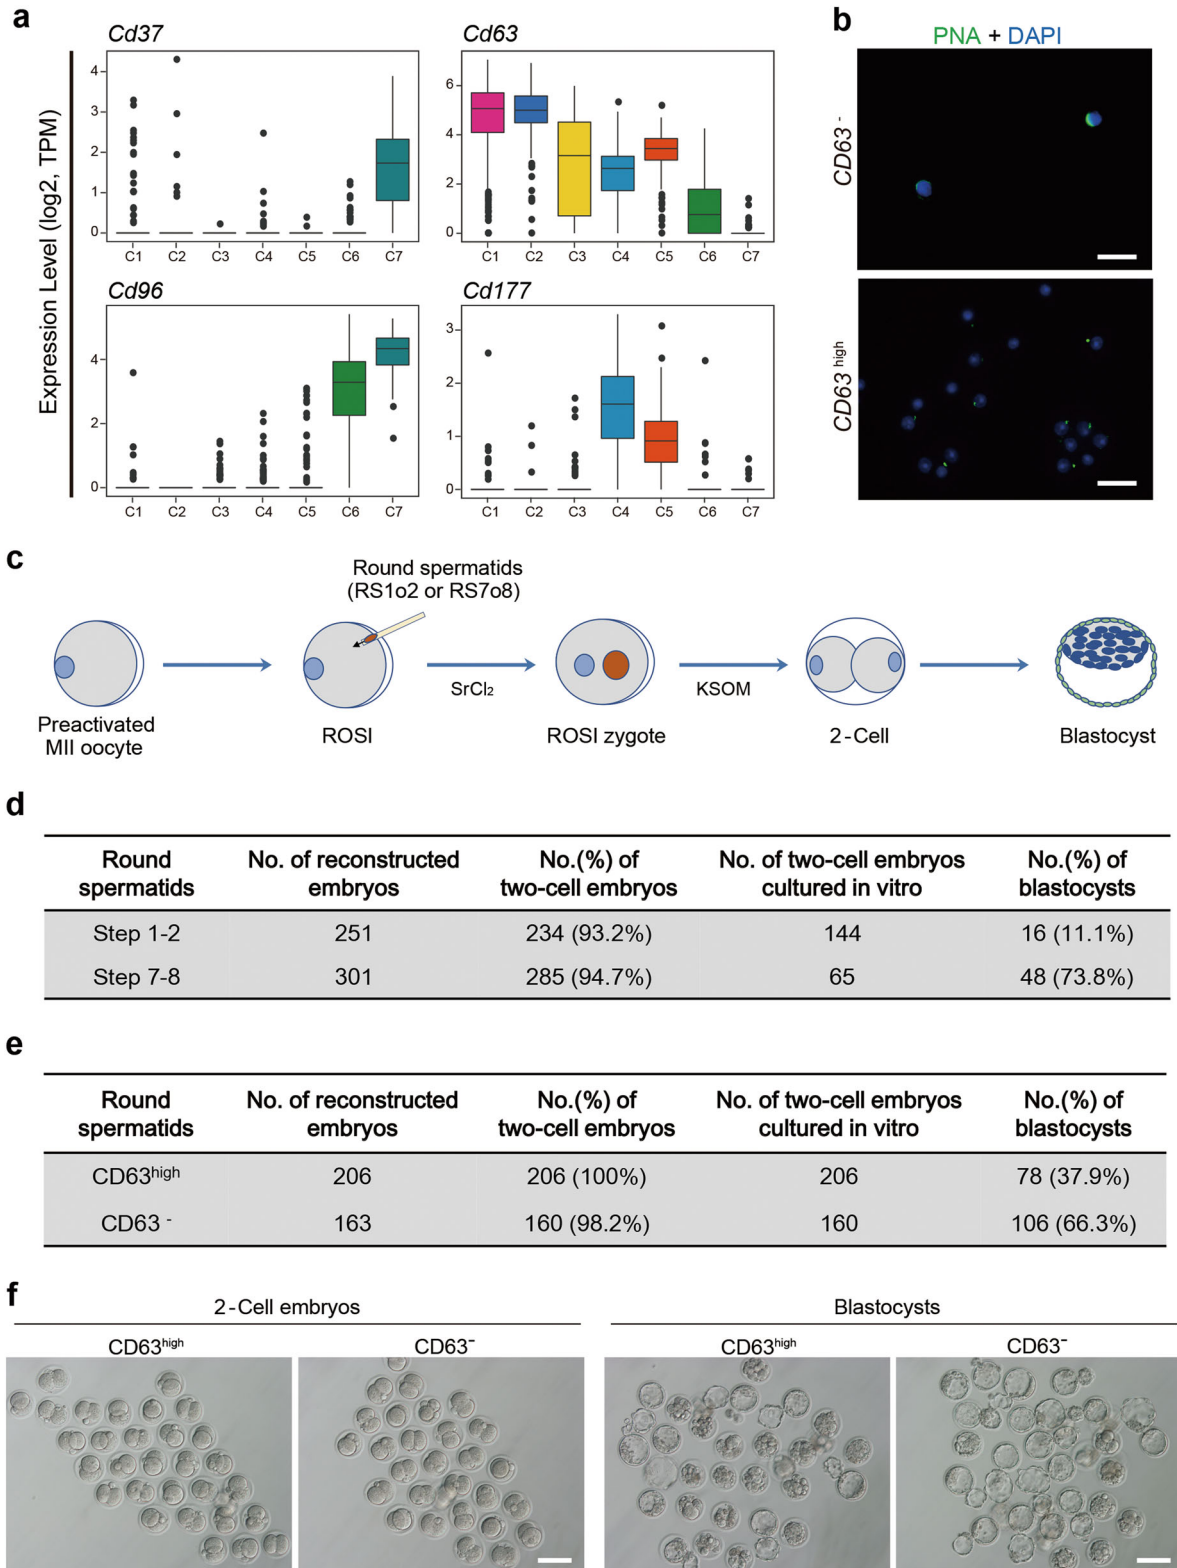 a
Cd37
Cd63
Expression Level (log2, TPM)
4
3
2
1
0
C1 C2 C3 C4 C5 C6 C7
6
4
2
0
C1 C2 C3 C4 C5 C6 C7
Cd96
Cd177
4
2
0
C1 C2 C3 C4 C5 C6 C7
3
2
1
0
C1 C2 C3 C4 C5 C6 C7
b
PNA + DAPI
CD63 -
CD63 high
c
Round spermatids
(RS1o2 or RS7o8)
SrCl₂
KSOM
Preactivated
MII oocyte
ROSI
ROSI zygote
2-Cell
Blastocyst
d
Round spermatids No. of reconstructed embryos No.(%) of two-cell embryos No. of two-cell embryos cultured in vitro No.(%) of blastocysts
Step 1-2 251 234 (93.2%) 144 16 (11.1%)
Step 7-8 301 285 (94.7%) 65 48 (73.8%)
e
Round spermatids No. of reconstructed embryos No.(%) of two-cell embryos No. of two-cell embryos cultured in vitro No.(%) of blastocysts
CD63high 206 206 (100%) 206 78 (37.9%)
CD63 - 163 160 (98.2%) 160 106 (66.3%)
f
2-Cell embryos
Blastocysts
CD63high
CD63-
CD63high
CD63-